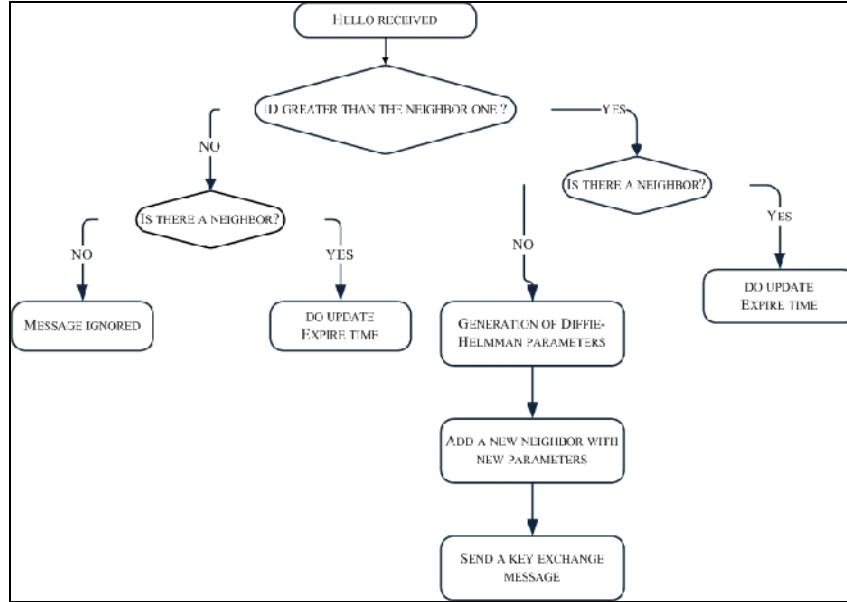 HELLO RECEIVED
ID GREATER THAN THE NEIGHBOR ONE ?
YES
NO
IS THERE A NEIGHBOR?
IS THERE A NEIGHBOR?
YES
NO
NO
YES
DO UPDATE
EXPIRE TIME
MESSAGE IGNORED
DO UPDATE
EXPIRE TIME
GENERATION OF DIFFIE-
HELMMAN PARAMETERS
ADD A NEW NEIGHBOR WITH
NEW PARAMETERS
SEND A KEY EXCHANGE
MESSAGE